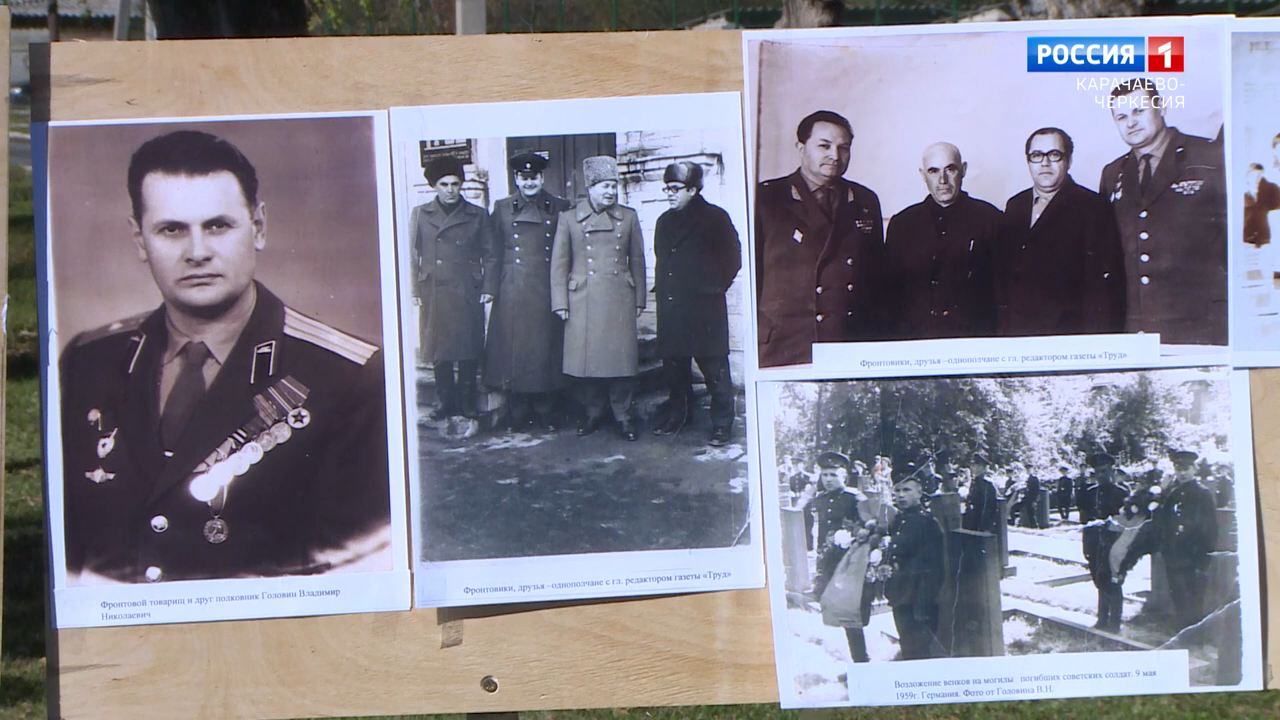 РОССИЯ 1
КАРАЧАЕВО-
ЧЕРКЕСИЯ
Фронтовой товарищ и друг полковник Головин Владимир
Николаевич
Фронтовики, друзья –однополчане с гл. редактором газеты «Труд»
Фронтовики, друзья –однополчане с гл. редактором газеты «Труд»
Возложение венков на могилы погибших советских солдат. 9 мая
1959г. Германия. Фото от Головина В.Н.